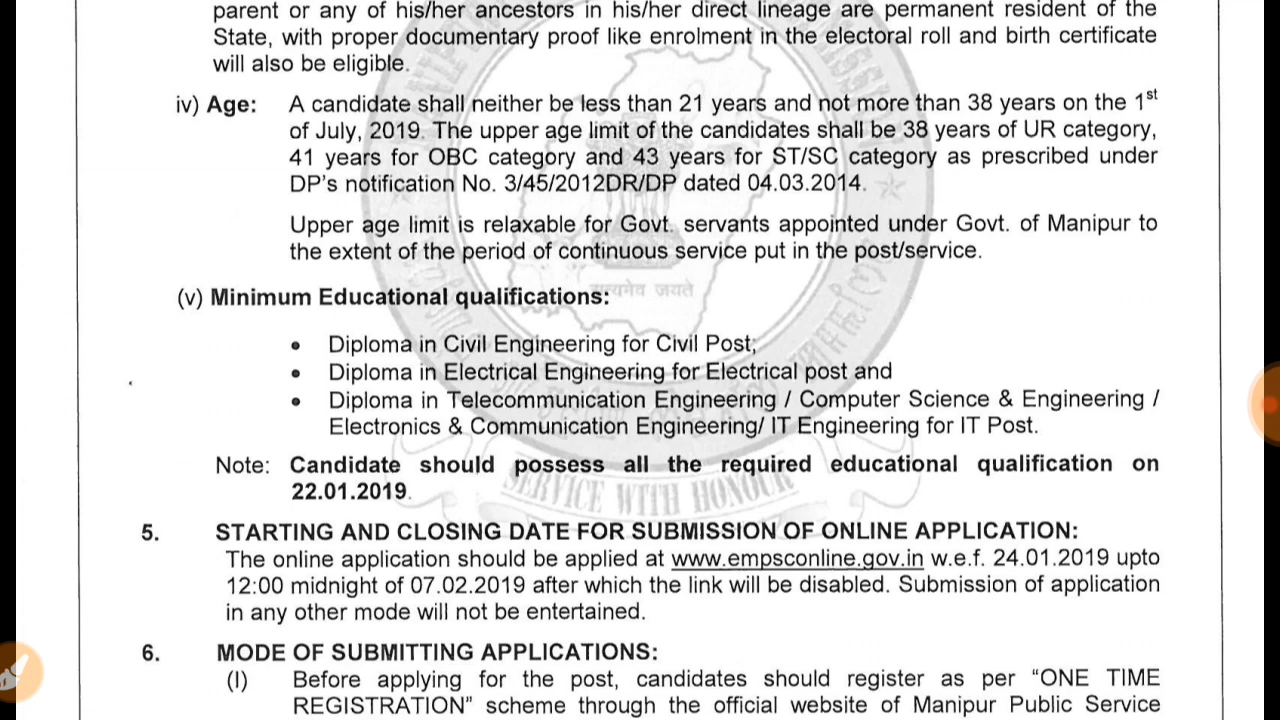 parent or any of his/her ancestors in his/her direct lineage are permanent resident of the
State, with proper documentary proof like enrolment in the electoral roll and birth certificate
will also be eligible.
iv) Age: A candidate shall neither be less than 21 years and not more than 38 years on the 1st
of July, 2019. The upper age limit of the candidates shall be 38 years of UR category,
41 years for OBC category and 43 years for ST/SC category as prescribed under
DP's notification No. 3/45/2012DR/DP dated 04.03.2014.
Upper age limit is relaxable for Govt. servants appointed under Govt. of Manipur to
the extent of the period of continuous service put in the post/service.
सत्यमेव जयते
(v) Minimum Educational qualifications:
• Diploma in Civil Engineering for Civil Post;
• Diploma in Electrical Engineering for Electrical post and
• Diploma in Telecommunication Engineering / Computer Science & Engineering /
Electronics & Communication Engineering/ IT Engineering for IT Post.
Note: Candidate should possess all the required educational qualification on
22.01.2019.
SERVICE WITH HONOUR
5. STARTING AND CLOSING DATE FOR SUBMISSION OF ONLINE APPLICATION:
The online application should be applied at www.empsconline.gov.in w.e.f. 24.01.2019 upto
12:00 midnight of 07.02.2019 after which the link will be disabled. Submission of application
in any other mode will not be entertained.
6. MODE OF SUBMITTING APPLICATIONS:
(I) Before applying for the post, candidates should register as per “ONE TIME
REGISTRATION” scheme through the official website of Manipur Public Service